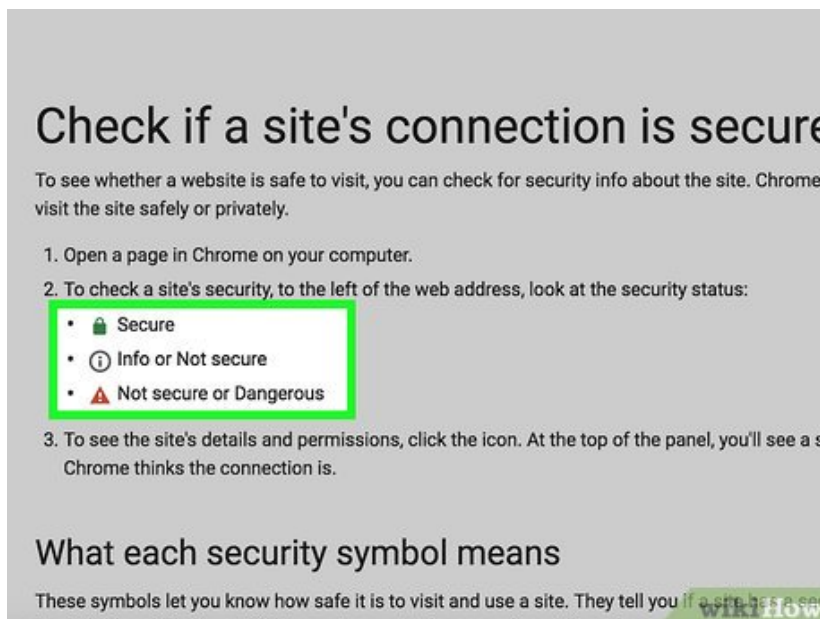 Check if a site's connection is secure
To see whether a website is safe to visit, you can check for security info about the site. Chrome
visit the site safely or privately.
1. Open a page in Chrome on your computer.
2. To check a site's security, to the left of the web address, look at the security status:
• Secure
• Info or Not secure
• Not secure or Dangerous
3. To see the site's details and permissions, click the icon. At the top of the panel, you'll see a s
Chrome thinks the connection is.
What each security symbol means
These symbols let you know how safe it is to visit and use a site. They tell you if a site has a se
wikiHow